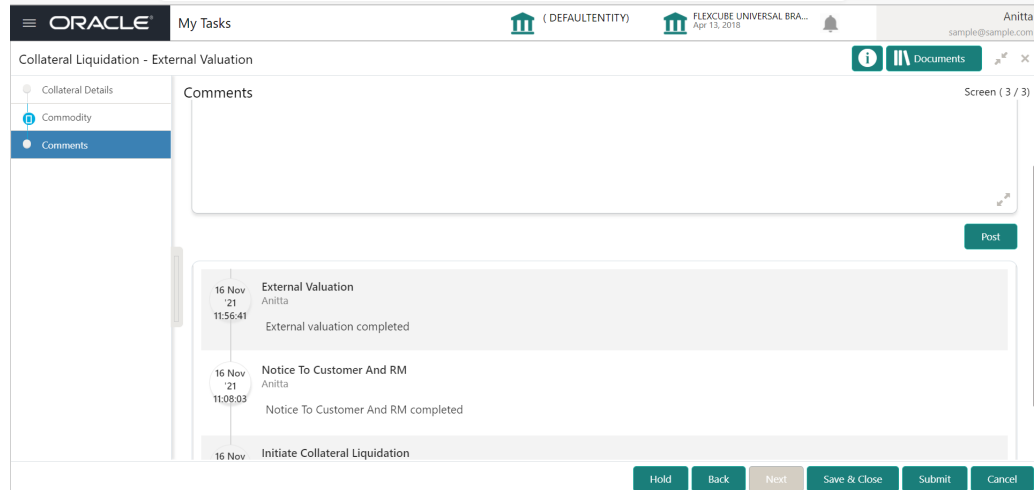 ORACLE
My Tasks
( DEFAULTENTITY)
FLEXCUBE UNIVERSAL BRA...
Apr 13, 2018
Anitta
sample@sample.com
Collateral Liquidation - External Valuation
Documents
Collateral Details
Commodity
Comments
Comments
Screen ( 3 / 3)
Post
16 Nov
'21
11:56:41
External Valuation
Anitta
External valuation completed
16 Nov
'21
11:08:03
Notice To Customer And RM
Anitta
Notice To Customer And RM completed
16 Nov
Initiate Collateral Liquidation
Hold
Back
Next
Save & Close
Submit
Cancel